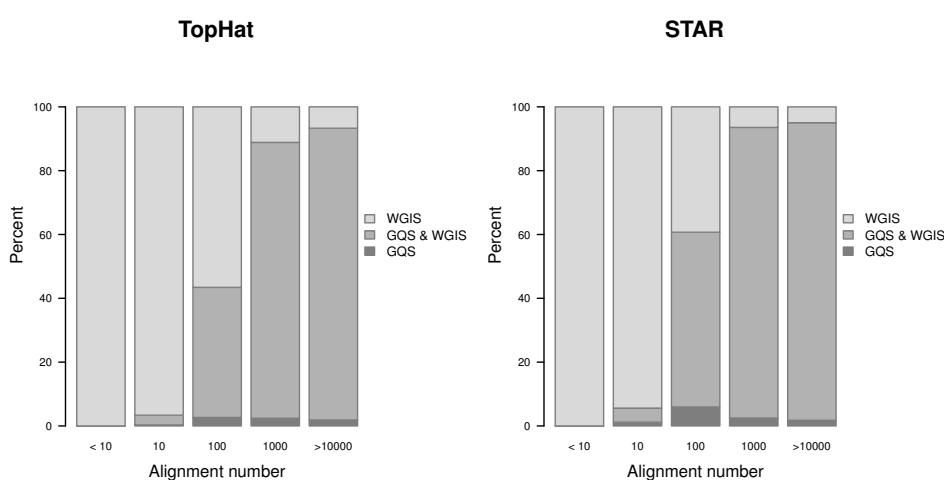 TopHat
100
80
60
40
20
0
Percent
< 10
10
100
1000
>10000
Alignment number
WGIS
GQS & WGIS
GQS
STAR
100
80
60
40
20
0
Percent
< 10
10
100
1000
>10000
Alignment number
WGIS
GQS & WGIS
GQS